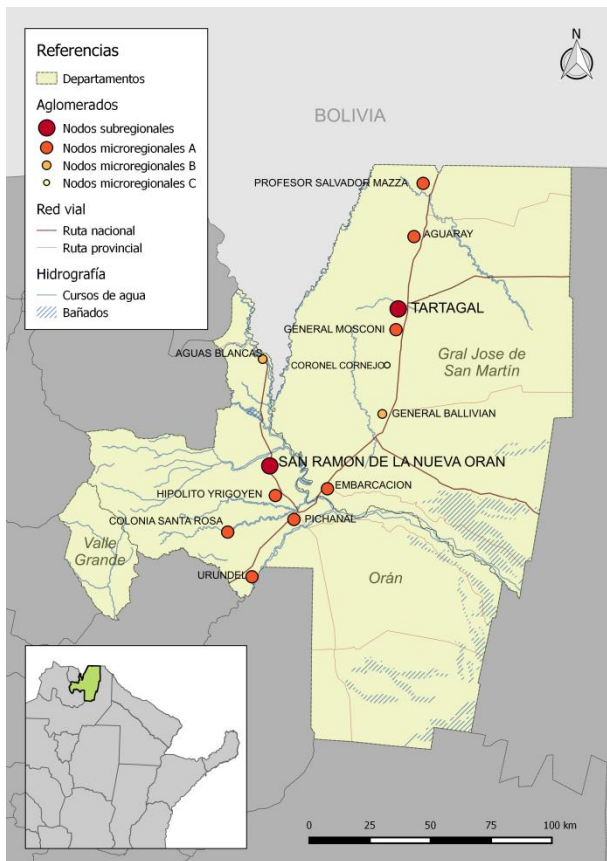 Referencias
Departamentos
Aglomerados
Nodos subregionales
Nodos microregionales A
Nodos microregionales B
Nodos microregionales C
Red vial
Ruta nacional
Ruta provincial
Hidrografía
Cursos de agua
Bañados
N
BOLIVIA
PROFESOR SALVADOR MAZZA
AGUARAY
TARTAGAL
GENERAL MOSCONI
AGUAS BLANCAS
CORONEL CORNEJO
Gral Jose de
San Martín
GENERAL BALLIVIAN
SAN RAMON DE LA NUEVA ORAN
EMBARCACION
HIPOLITO YRIGOYEN
COLONIA SANTA ROSA
PICHANAL
Valle
Grande
URUNDEL
Orán
0 25 50 75 100 km